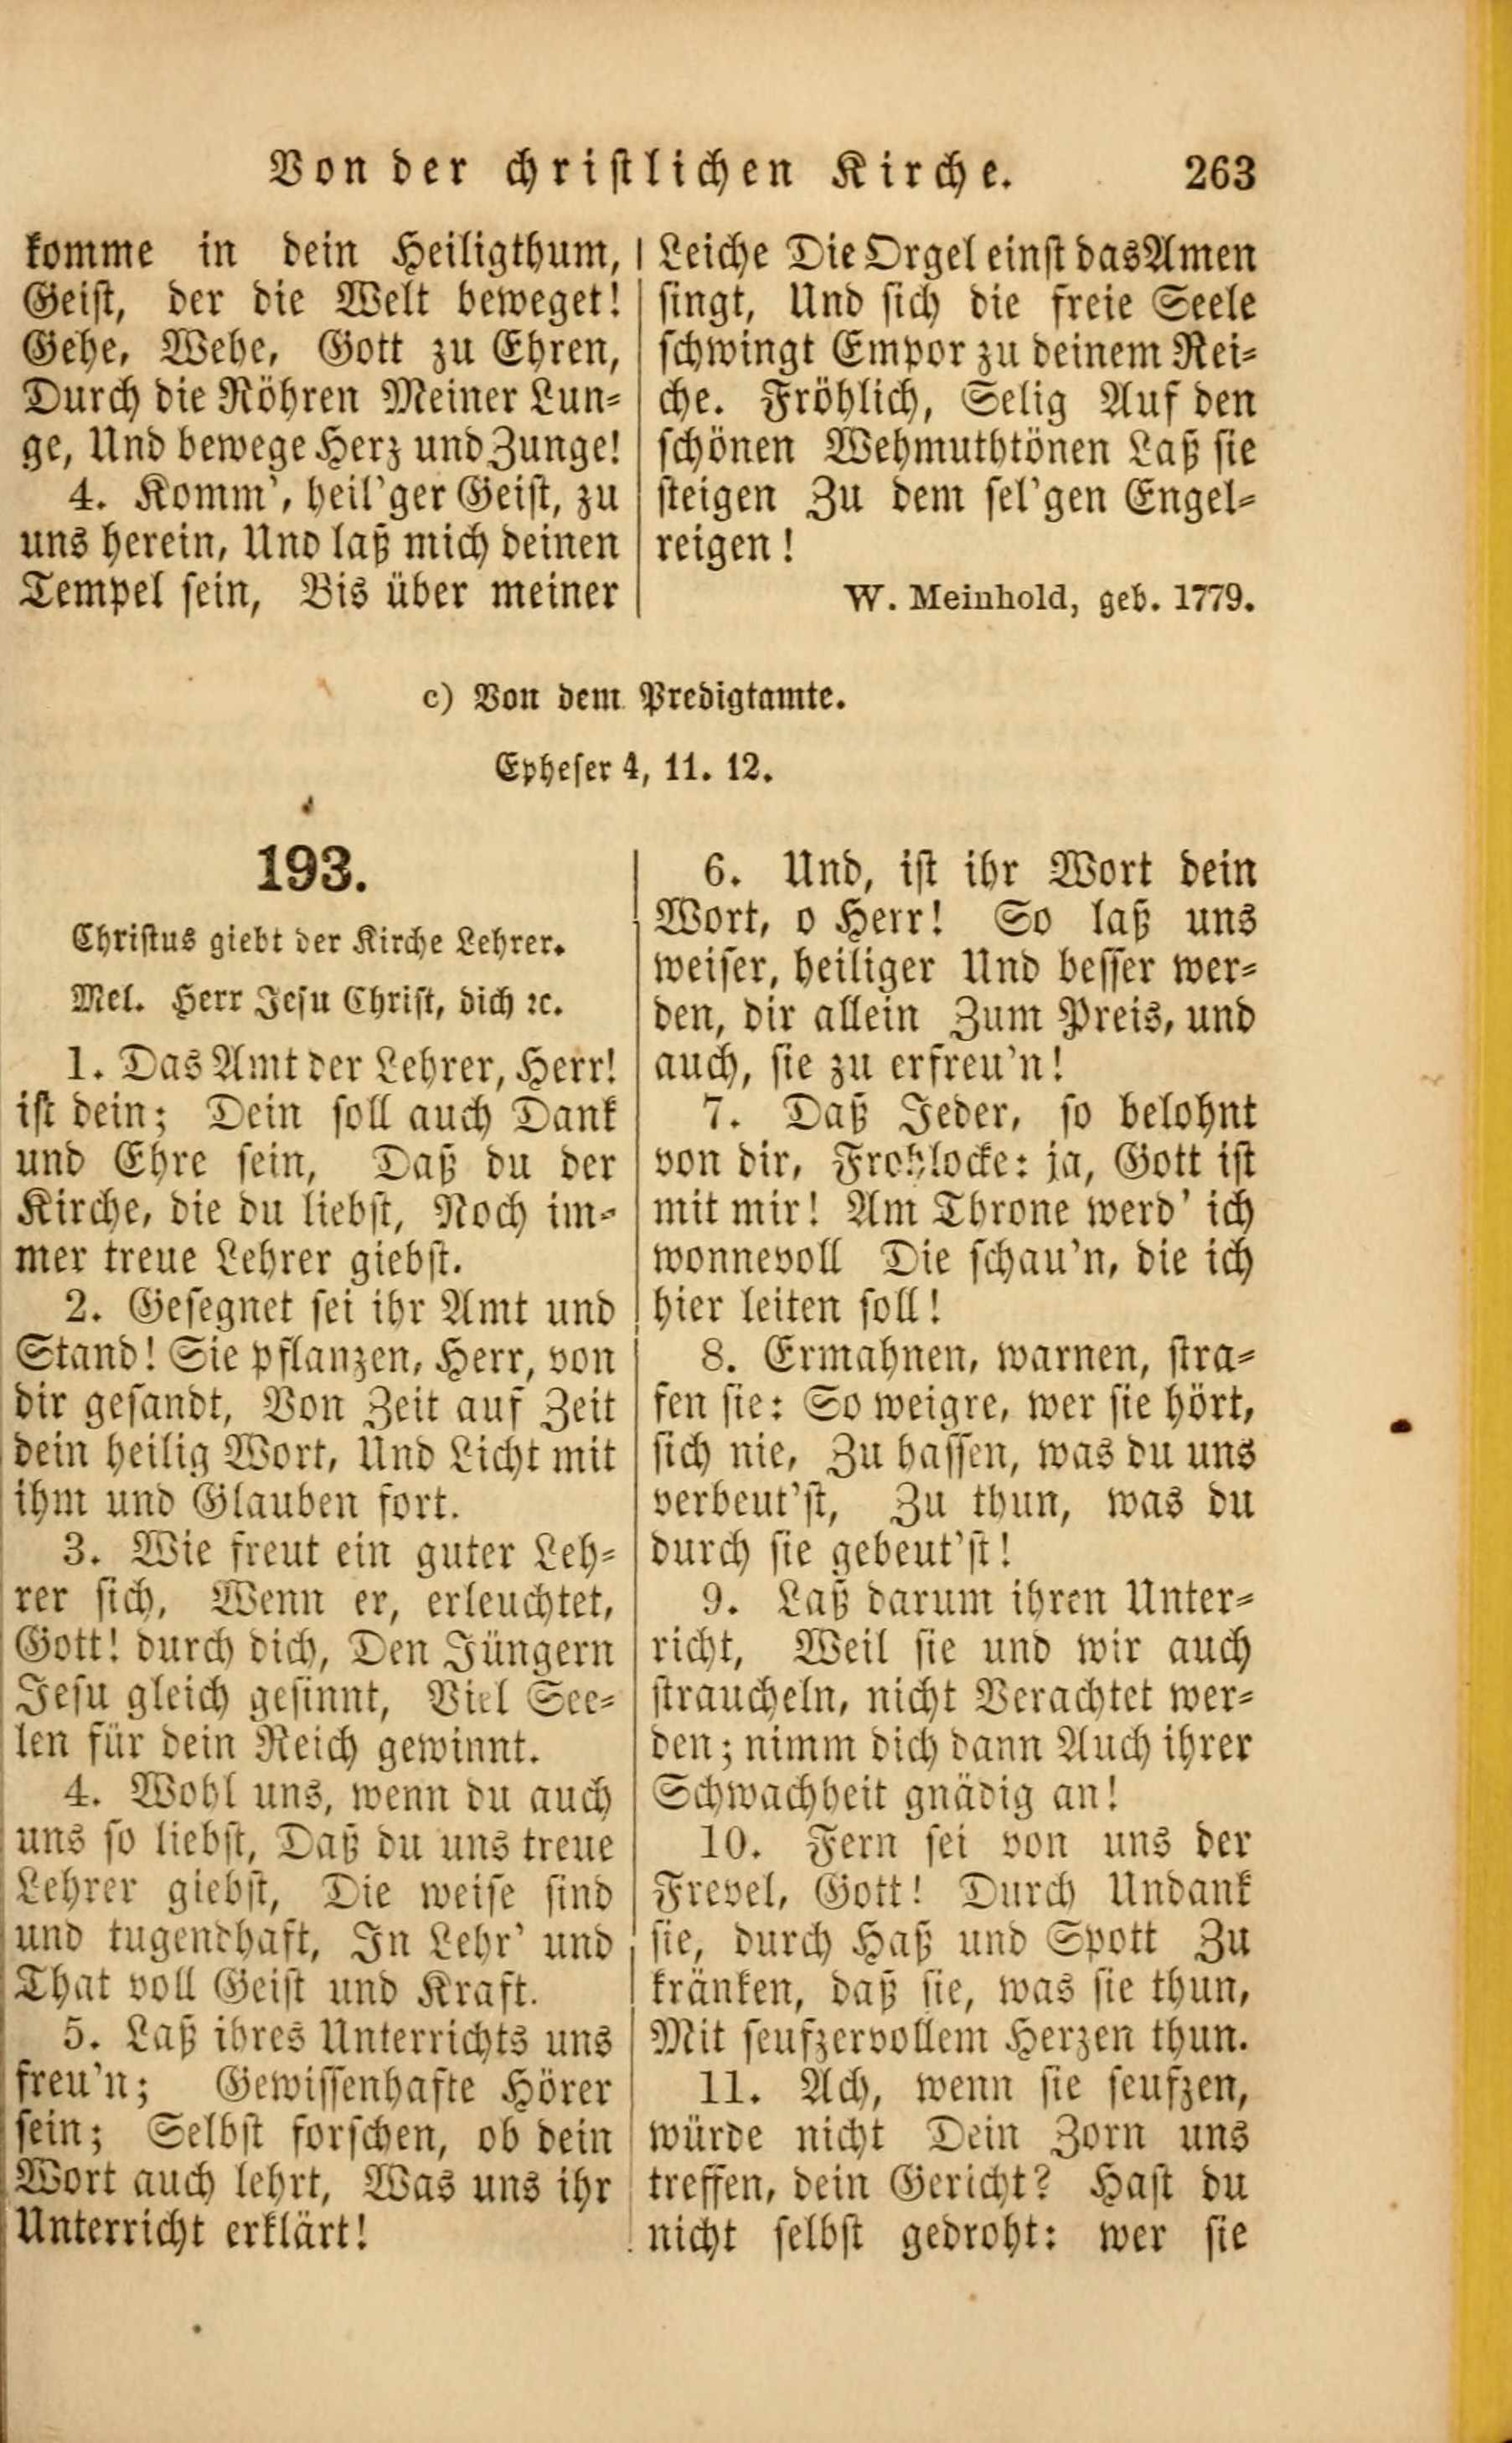 Von der christlichen Kirche. 263
komme in dein Heiligthum,
Geist, der die Welt beweget!
Gehe, Wehe, Gott zu Ehren,
Durch die Röhren Meiner Lun-
ge, Und bewege Herz und Zunge!
4. Komm', heil'ger Geist, zu
uns herein, Und laß mich deinen
Tempel sein, Bis über meiner
Leiche Die Orgel einst das Amen
singt, Und sich die freie Seele
schwingt Empor zu deinem Rei-
che. Fröhlich, Selig Auf den
schönen Wehmuthtönen Laß sie
steigen Zu dem sel'gen Engel-
reigen!
W. Meinhold, geb. 1779.
c) Von dem Predigtamte.
Epheser 4, 11. 12.
193.
Christus giebt der Kirche Lehrer.
Mel. Herr Jesu Christ, dich ꝛc.
1. Das Amt der Lehrer, Herr!
ist dein; Dein soll auch Dank
und Ehre sein, Daß du der
Kirche, die du liebst, Noch im-
mer treue Lehrer giebst.
2. Gesegnet sei ihr Amt und
Stand! Sie pflanzen, Herr, von
dir gesandt, Von Zeit auf Zeit
dein heilig Wort, Und Licht mit
ihm und Glauben fort.
3. Wie freut ein guter Leh-
rer sich, Wenn er, erleuchtet,
Gott! durch dich, Den Jüngern
Jesu gleich gesinnt, Viel See-
len für dein Reich gewinnt.
4. Wohl uns, wenn du auch
uns so liebst, Daß du uns treue
Lehrer giebst, Die weise sind
und tugendhaft, In Lehr' und
That voll Geist und Kraft.
5. Laß ihres Unterrichts uns
freu'n; Gewissenhafte Hörer
sein; Selbst forschen, ob dein
Wort auch lehrt, Was uns ihr
Unterricht erklärt!
6. Und, ist ihr Wort dein
Wort, o Herr! So laß uns
weiser, heiliger Und besser wer-
den, dir allein Zum Preis, und
auch, sie zu erfreu'n!
7. Daß Jeder, so belohnt
von dir, Frohlocke: ja, Gott ist
mit mir! Am Throne werd' ich
wonnevoll Die schau'n, die ich
hier leiten soll!
8. Ermahnen, warnen, stra-
fen sie: So weigre, wer sie hört,
sich nie, Zu hassen, was du uns
verbeut'st, Zu thun, was du
durch sie gebeut'st!
9. Laß darum ihren Unter-
richt, Weil sie und wir auch
straucheln, nicht Verachtet wer-
den; nimm dich dann Auch ihrer
Schwachheit gnädig an!
10. Fern sei von uns der
Frevel, Gott! Durch Undank
sie, durch Haß und Spott Zu
kränken, daß sie, was sie thun,
Mit seufzervollem Herzen thun.
11. Ach, wenn sie seufzen,
würde nicht Dein Zorn uns
treffen, dein Gericht? Hast du
nicht selbst gedroht: wer sie